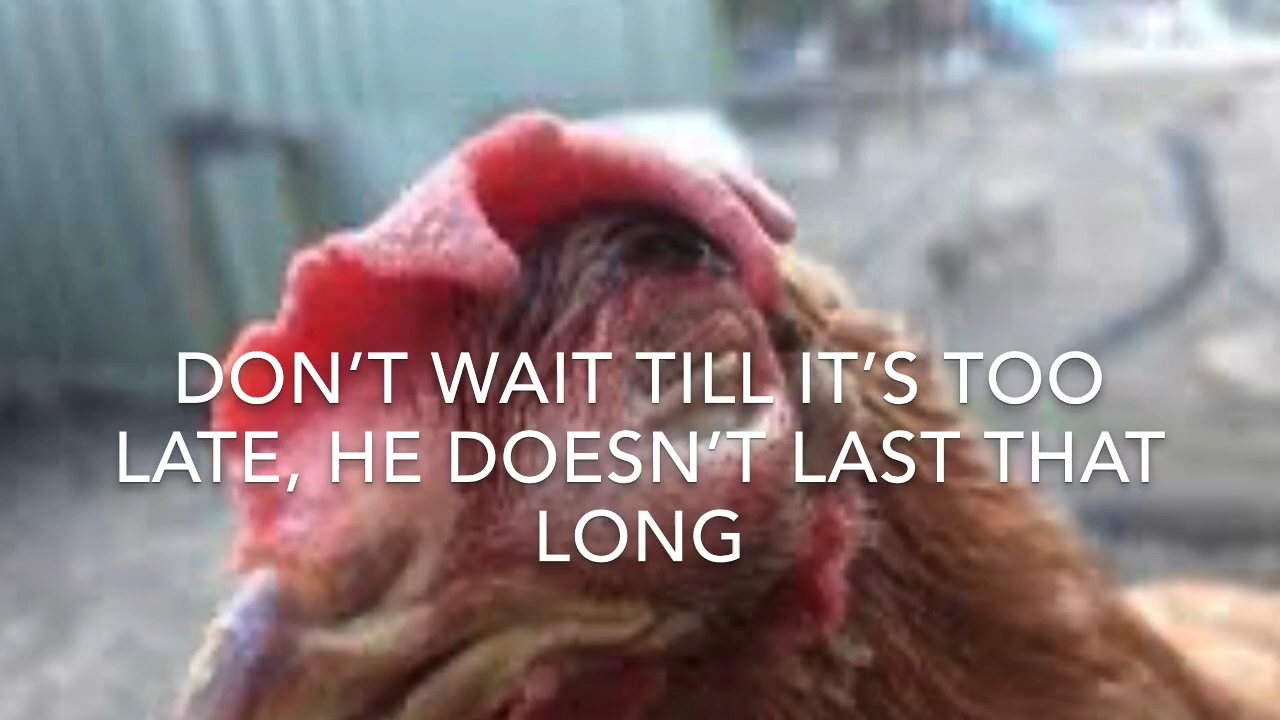 DON’T WAIT TILL IT’S TOO
LATE, HE DOESN’T LAST THAT
LONG